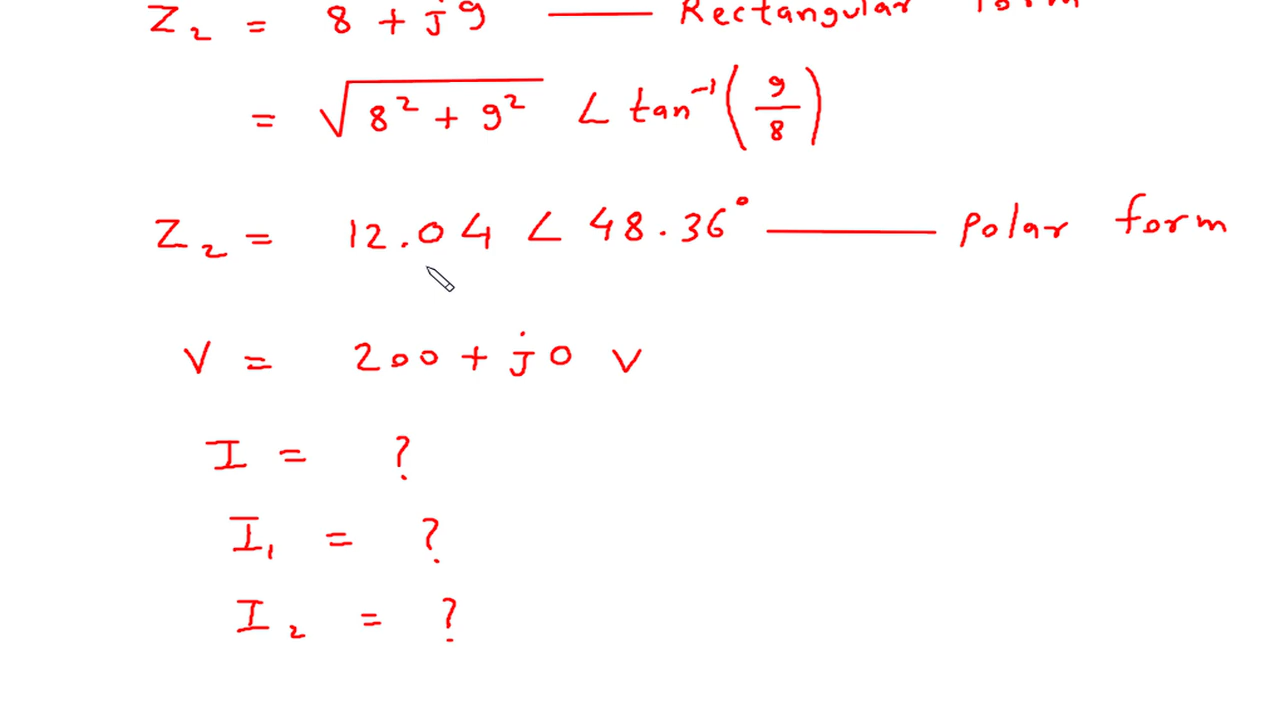 Z₂ = 8 + j9 —— Rectangular form
= √(8² + 9²) ∠ tan⁻¹(9/8)
Z₂ = 12.04 ∠ 48.36° —— Polar form
V = 200 + j0 V
I = ?
I₁ = ?
I₂ = ?